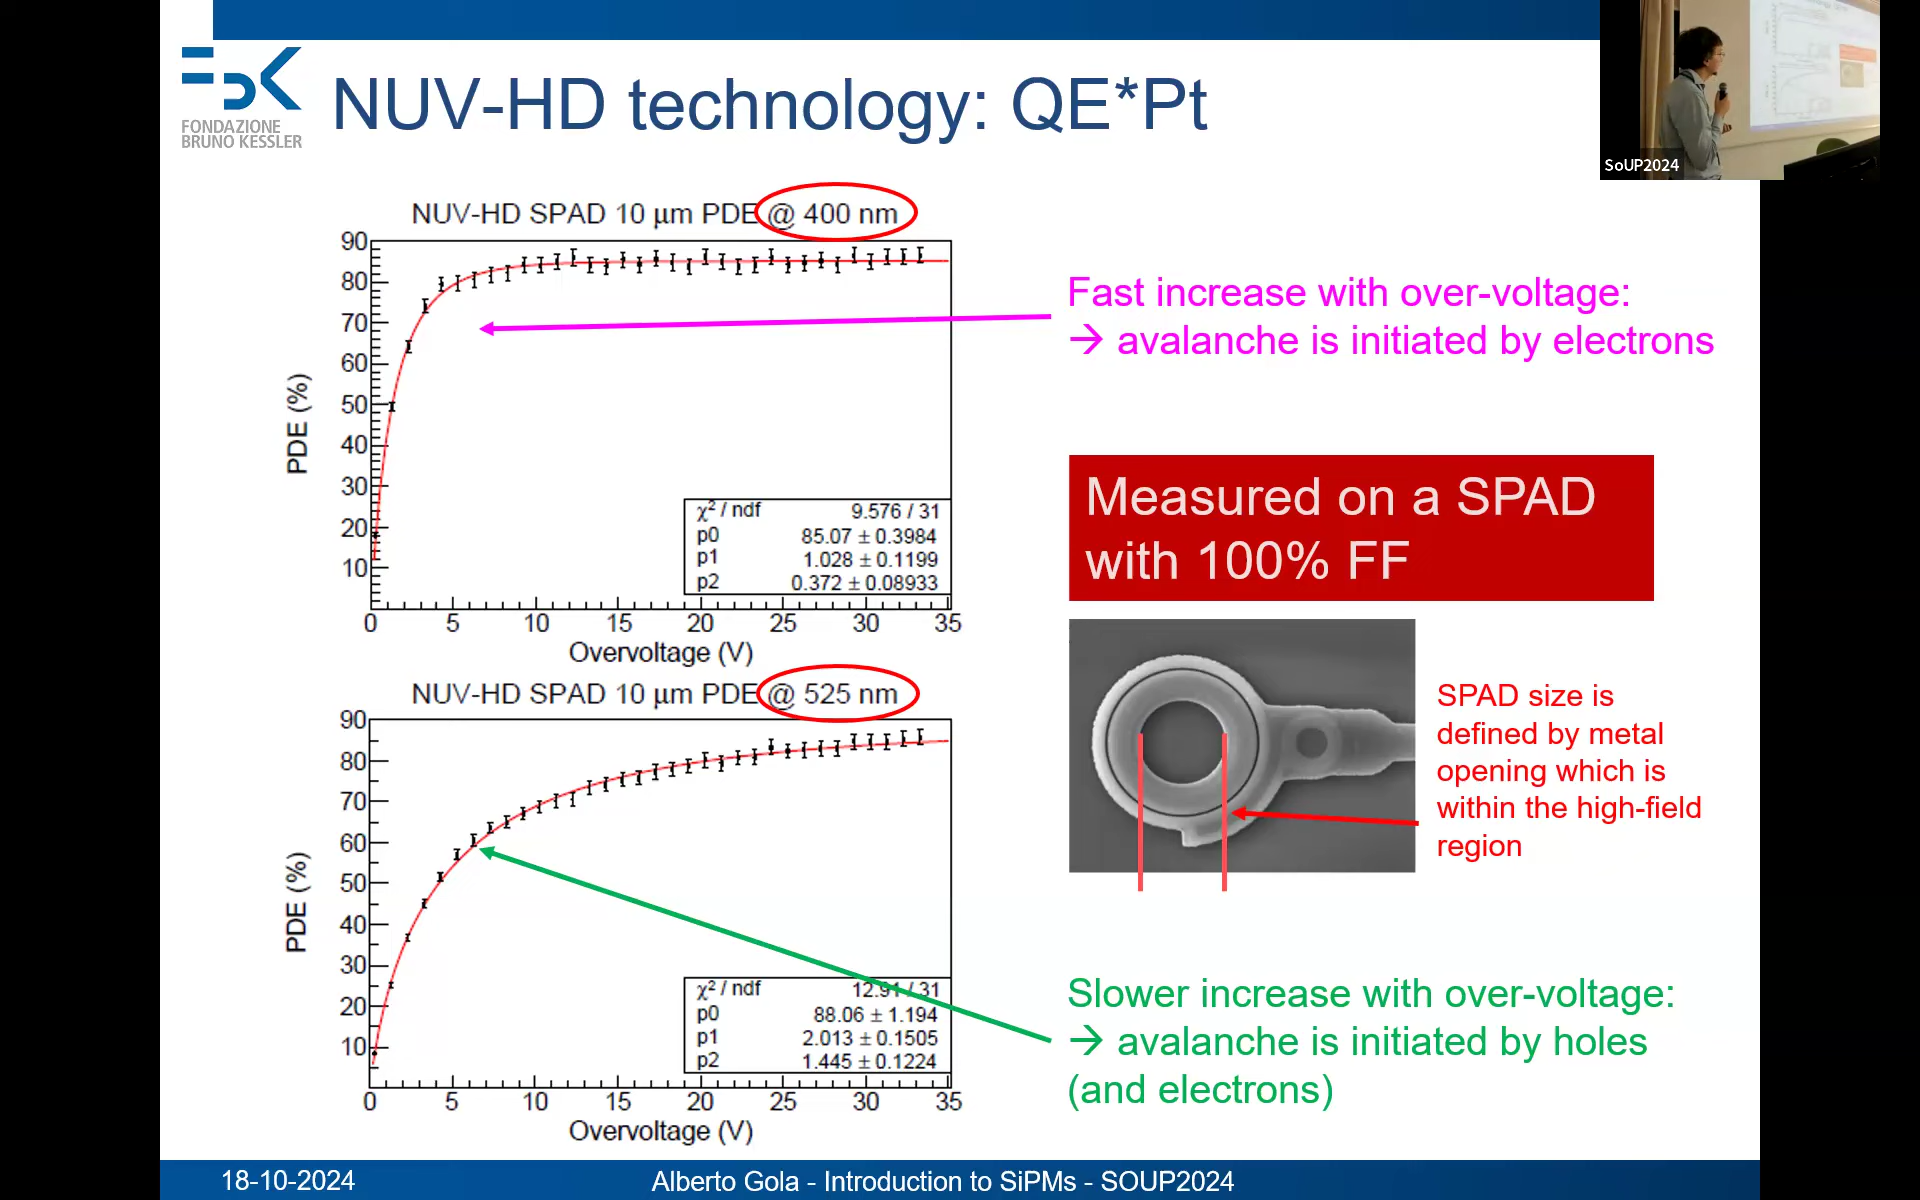 FONDAZIONE
BRUNO KESSLER
NUV-HD technology: QE*Pt
SoUP2024
NUV-HD SPAD 10 µm PDE @ 400 nm
90
80
70
60
50
40
30
20
10
PDE (%)
χ² / ndf 9.576 / 31
p0 85.07 ± 0.3984
p1 1.028 ± 0.1199
p2 0.372 ± 0.08933
0 5 10 15 20 25 30 35
Overvoltage (V)
Fast increase with over-voltage:
→ avalanche is initiated by electrons
Measured on a SPAD
with 100% FF
NUV-HD SPAD 10 µm PDE @ 525 nm
90
80
70
60
50
40
30
20
10
PDE (%)
χ² / ndf 12.91 / 31
p0 88.06 ± 1.194
p1 2.013 ± 0.1505
p2 1.445 ± 0.1224
0 5 10 15 20 25 30 35
Overvoltage (V)
SPAD size is
defined by metal
opening which is
within the high-field
region
Slower increase with over-voltage:
→ avalanche is initiated by holes
(and electrons)
18-10-2024
Alberto Gola - Introduction to SiPMs - SOUP2024